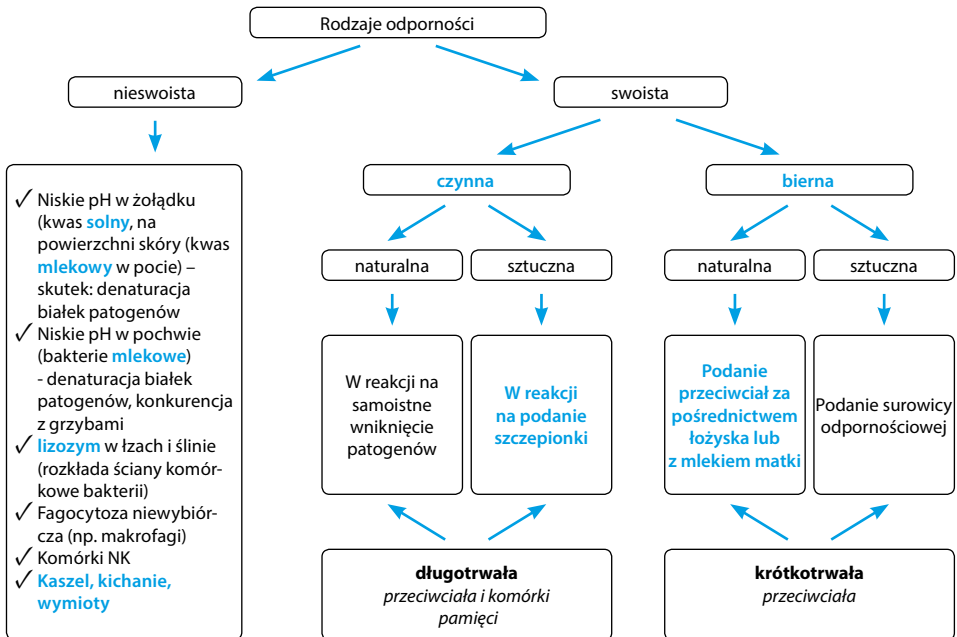 Rodzaje odporności
nieswoista
swoista
✓ Niskie pH w żołądku
(kwas solny, na
powierzchni skóry (kwas
mlekowy w pocie) –
skutek: denaturacja
białek patogenów
✓ Niskie pH w pochwie
(bakterie mlekowe)
- denaturacja białek
patogenów, konkurencja
z grzybami
✓ lizozym w łzach i ślinie
(rozkłada ściany komór-
kowe bakterii)
✓ Fagocytoza niewybiór-
cza (np. makrofagi)
✓ Komórki NK
✓ Kaszel, kichanie,
wymioty
czynna
bierna
naturalna
sztuczna
naturalna
sztuczna
W reakcji na
samoistne
wniknięcie
patogenów
W reakcji
na podanie
szczepionki
Podanie
przeciwciał za
pośrednictwem
łożyska lub
z mlekiem matki
Podanie surowicy
odpornościowej
długotrwała
przeciwciała i komórki
pamięci
krótkotrwała
przeciwciała